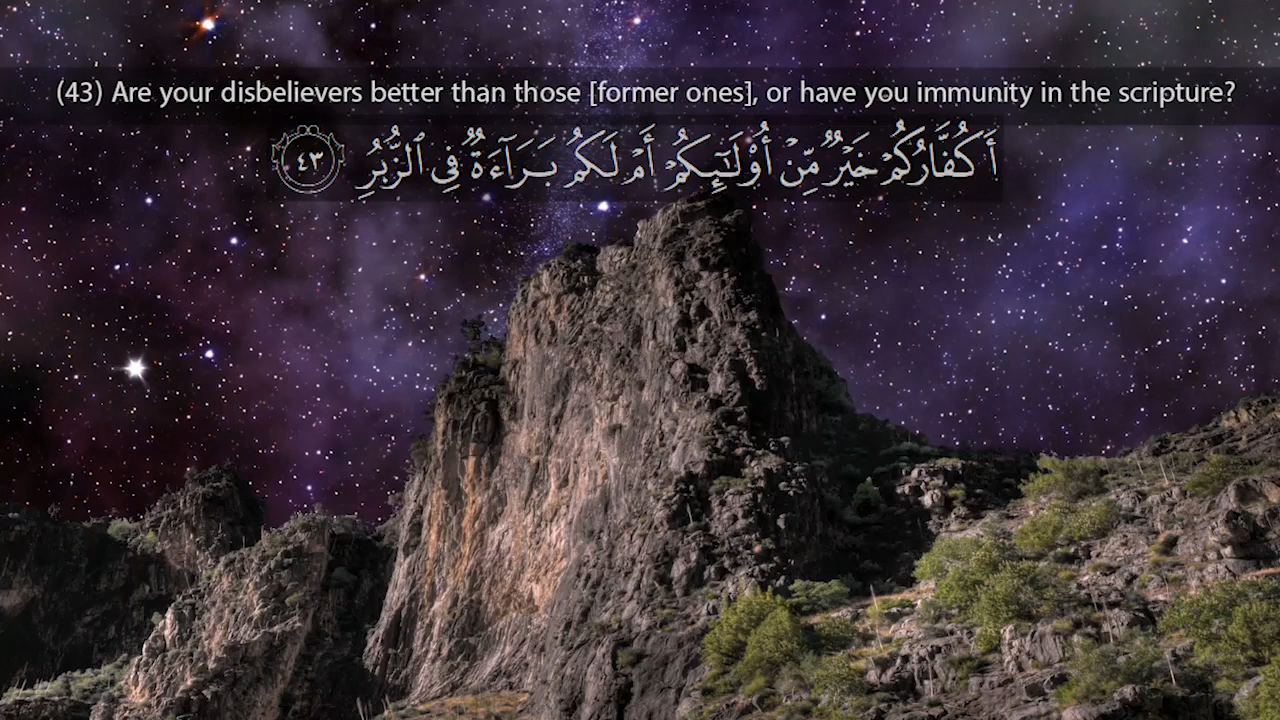 (43) Are your disbelievers better than those [former ones], or have you immunity in the scripture?
أَكُفَّارُكُمْ خَيْرٌ مِّنْ أُو۟لَـٰٓئِكُمْ أَمْ لَكُم بَرَآءَةٌ فِى ٱلزُّبُرِ ٤٣